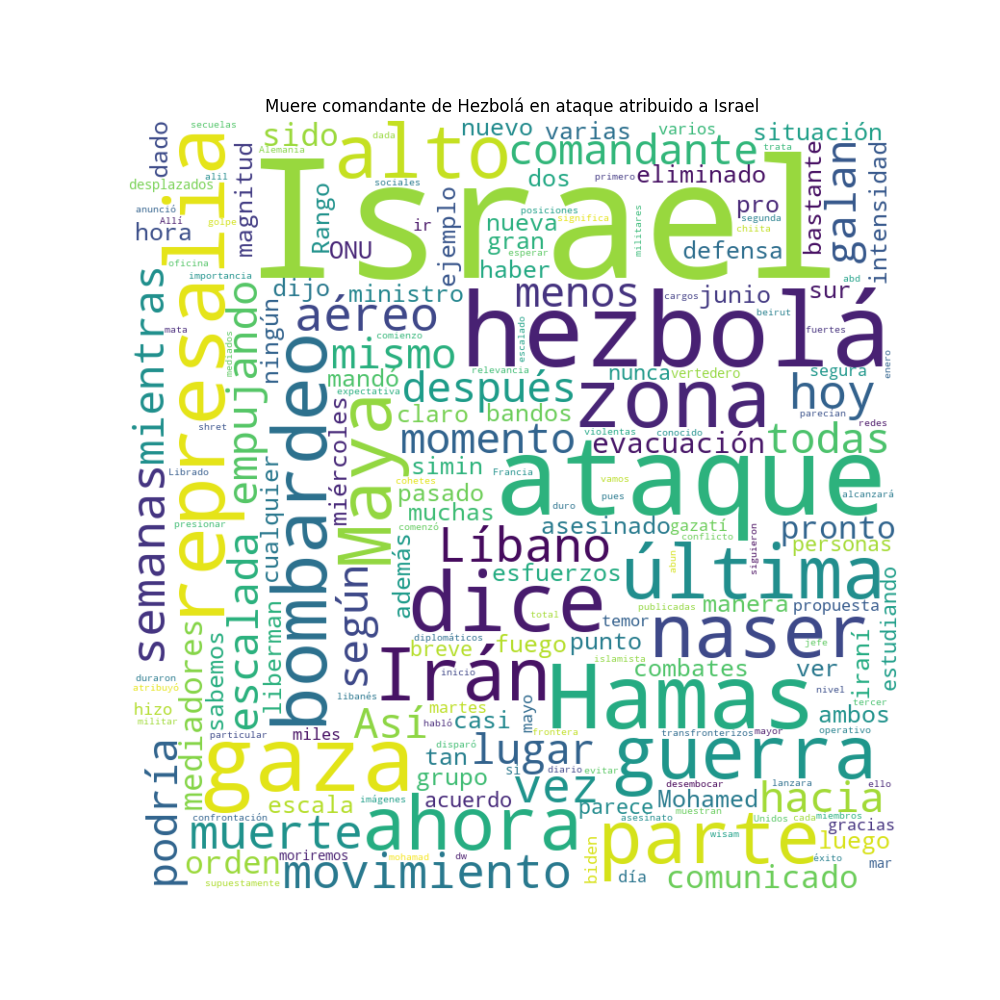 Muere comandante de Hezbolá en ataque atribuido a Israel
secuelas
dado
alil
represalia
magnitud
sido
Alemania
dada
alto
nuevo
varias
comandante
varios
situación
trata
desplazados
anunció
Allí
golpe
hora
oficina
importancia
Israel
sociales
Rango
ir
ONU
ejemplo
dos
primero
eliminado
posiciones
significa
nueva
gran
esperar
haber
militares
pro
segunda
chiita
defensa
bastante
galan
intensidad
abd
dijo
ministro
menos
cargos
junio
sur
beirut
fuertes
enero
mientras
mata
mediados
empujando
ningún
bombardeo
aéreo
comienzo
mismo
hezbolá
escalado
relevancia
mandó
expectativa
después
zona
nunca
vertedero
segura
parecian
hoy
redes
shret
Maya
claro
bandos
miércoles
momento
violentas
conocido
evacuación
todas
semanas
Librado
cualquier
simin
Francia
vamos
ataque
cohetes
pasado
muchas
pues
alcanzará
presionar
escalada
comenzó
duro
asesinado
gazatí
conflicto
siguieron
pronto
personas
según
además
Líbano
esfuerzos
abun
última
estudiando
mediadores
sabemos
liberman
dice
total
publicadas
manera
propuesta
temor
naser
jefe
diplomáticos
breve
fuego
punto
islamista
combates
ver
iraní
duraron
atribuyó
hizo
militar
libanés
inicio
Irán
Hamas
nivel
tercer
martes
mayo
particular
miles
Así
habló
casi
frontera
transfronterizos
mayor
ambos
operativo
podría
gaza
tan
lugar
disparó
Si
diario
evitar
guerra
grupo
desembocar
lanzara
ello
escala
imágenes
acuerdo
vez
parece
Mohamed
hacia
confrontación
muerte
ahora
asesinato
muestran
Unidos
cada
miembros
gracias
wisam
parte
luego
orden
moriremos
mohamad
dw
biden
éxito
mar
supuestamente
movimiento
día
comunicado